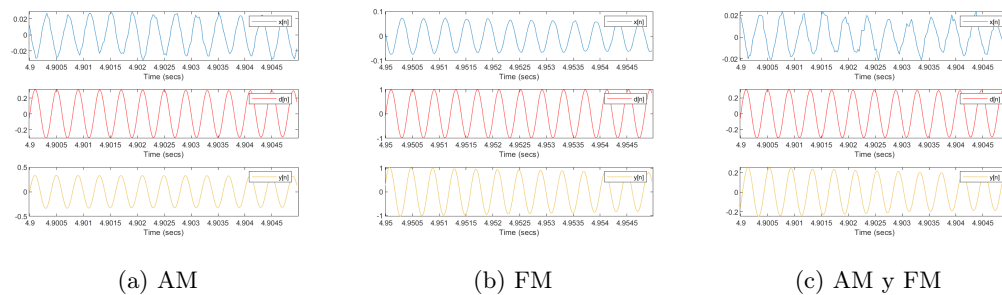 x[n]
0.02
0
-0.02
4.9 4.9005 4.901 4.9015 4.902 4.9025 4.903 4.9035 4.904 4.9045
Time (secs)
d[n]
0.2
0
-0.2
4.9 4.9005 4.901 4.9015 4.902 4.9025 4.903 4.9035 4.904 4.9045
Time (secs)
0.5
y[n]
0
-0.5
4.9 4.9005 4.901 4.9015 4.902 4.9025 4.903 4.9035 4.904 4.9045
Time (secs)
(a) AM
0.1
x[n]
0
-0.1
4.95 4.9505 4.951 4.9515 4.952 4.9525 4.953 4.9535 4.954 4.9545
Time (secs)
1
d[n]
0
-1
4.95 4.9505 4.951 4.9515 4.952 4.9525 4.953 4.9535 4.954 4.9545
Time (secs)
1
y[n]
0
-1
4.95 4.9505 4.951 4.9515 4.952 4.9525 4.953 4.9535 4.954 4.9545
Time (secs)
(b) FM
0.02
x[n]
0
-0.02
4.9 4.9005 4.901 4.9015 4.902 4.9025 4.903 4.9035 4.904 4.9045
Time (secs)
d[n]
0.2
0
-0.2
4.9 4.9005 4.901 4.9015 4.902 4.9025 4.903 4.9035 4.904 4.9045
Time (secs)
y[n]
0.2
0
-0.2
4.9 4.9005 4.901 4.9015 4.902 4.9025 4.903 4.9035 4.904 4.9045
Time (secs)
(c) AM y FM